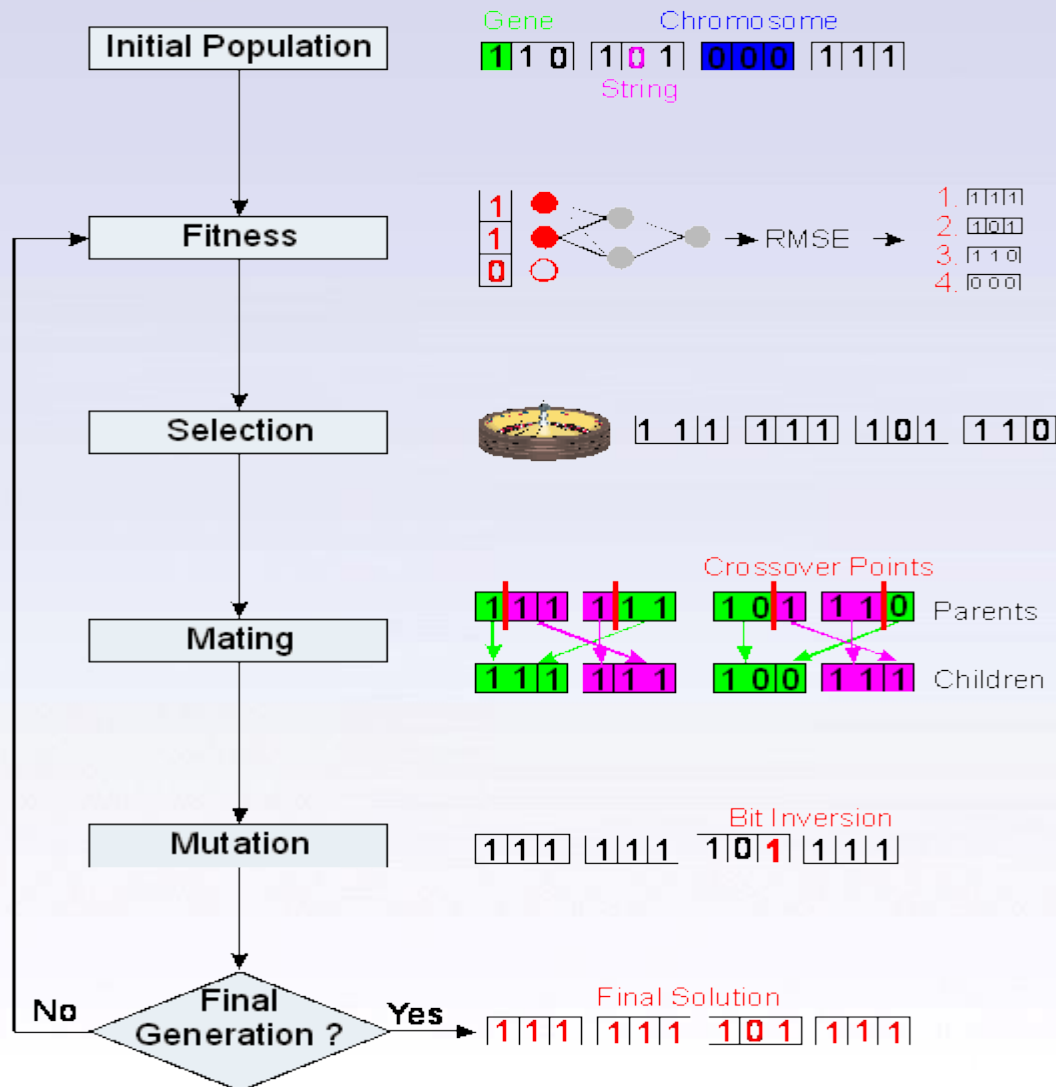 Gene Chromosome
Initial Population 1 1 0 1 0 1 0 0 0 1 1 1
String
1 1. 1 1 1
Fitness 1 RMSE 2. 1 0 1
0 3. 1 1 0
4. 0 0 0
Selection 1 1 1 1 1 1 1 0 1 1 1 0
Crossover Points
1 1 1 1 1 1 1 0 1 1 1 0 Parents
Mating
1 1 1 1 1 1 1 0 0 1 1 1 Children
Bit Inversion
Mutation 1 1 1 1 1 1 1 0 1 1 1 1
Final Solution
No Final Yes
Generation ? 1 1 1 1 1 1 1 0 1 1 1 1